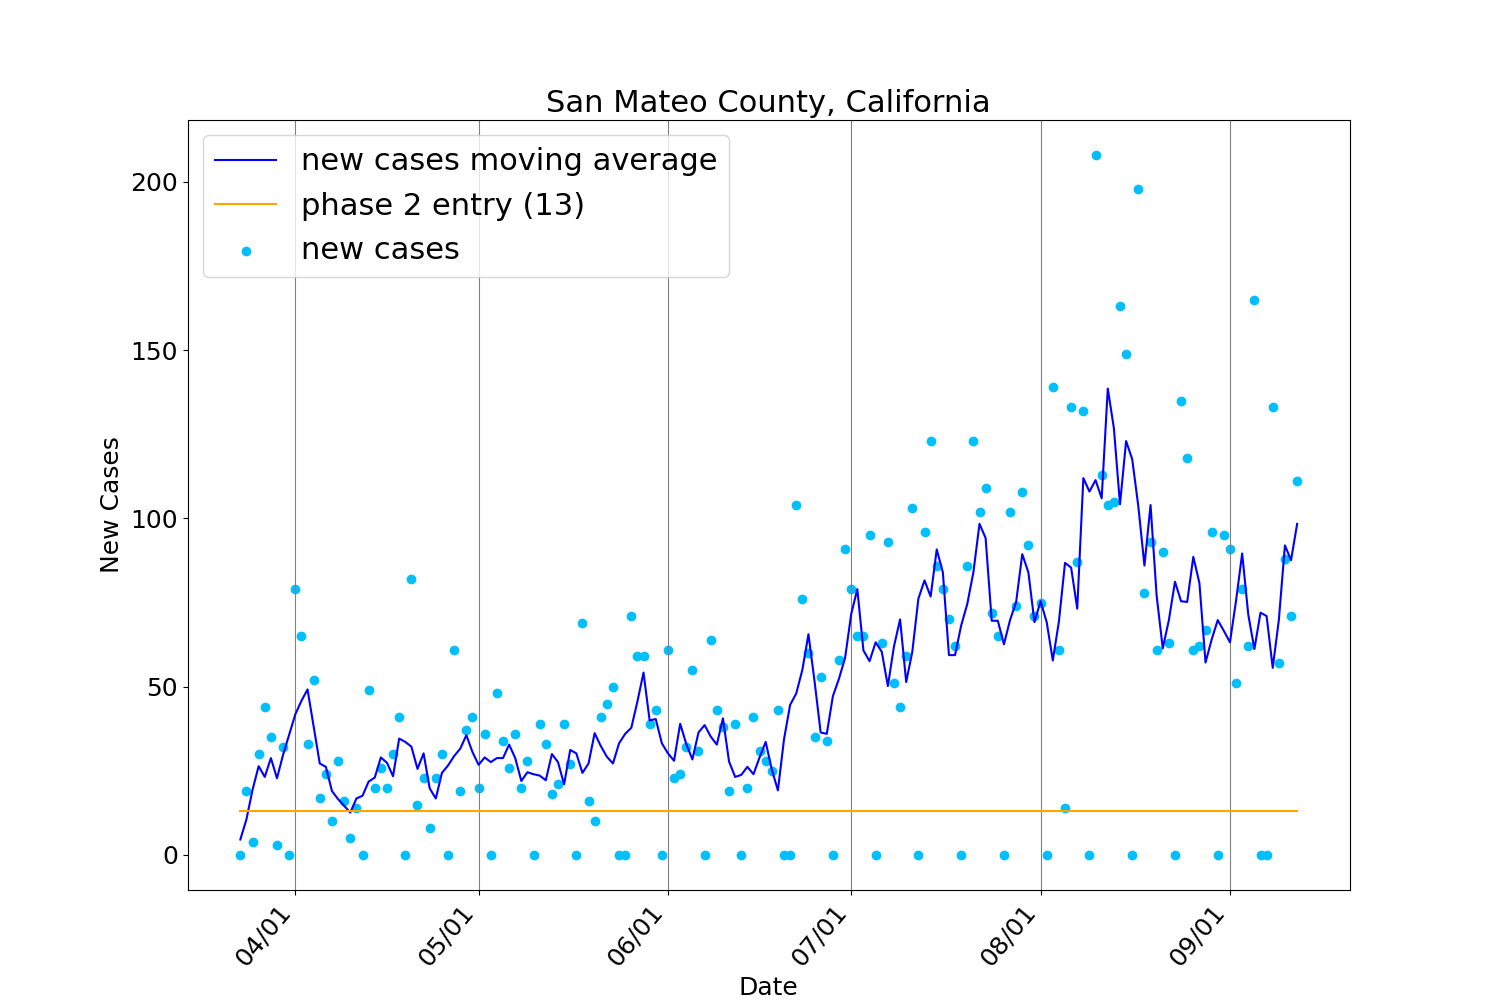 San Mateo County, California
new cases moving average
phase 2 entry (13)
new cases
200
150
100
50
0
New Cases
04/01
05/01
06/01
07/01
08/01
09/01
Date